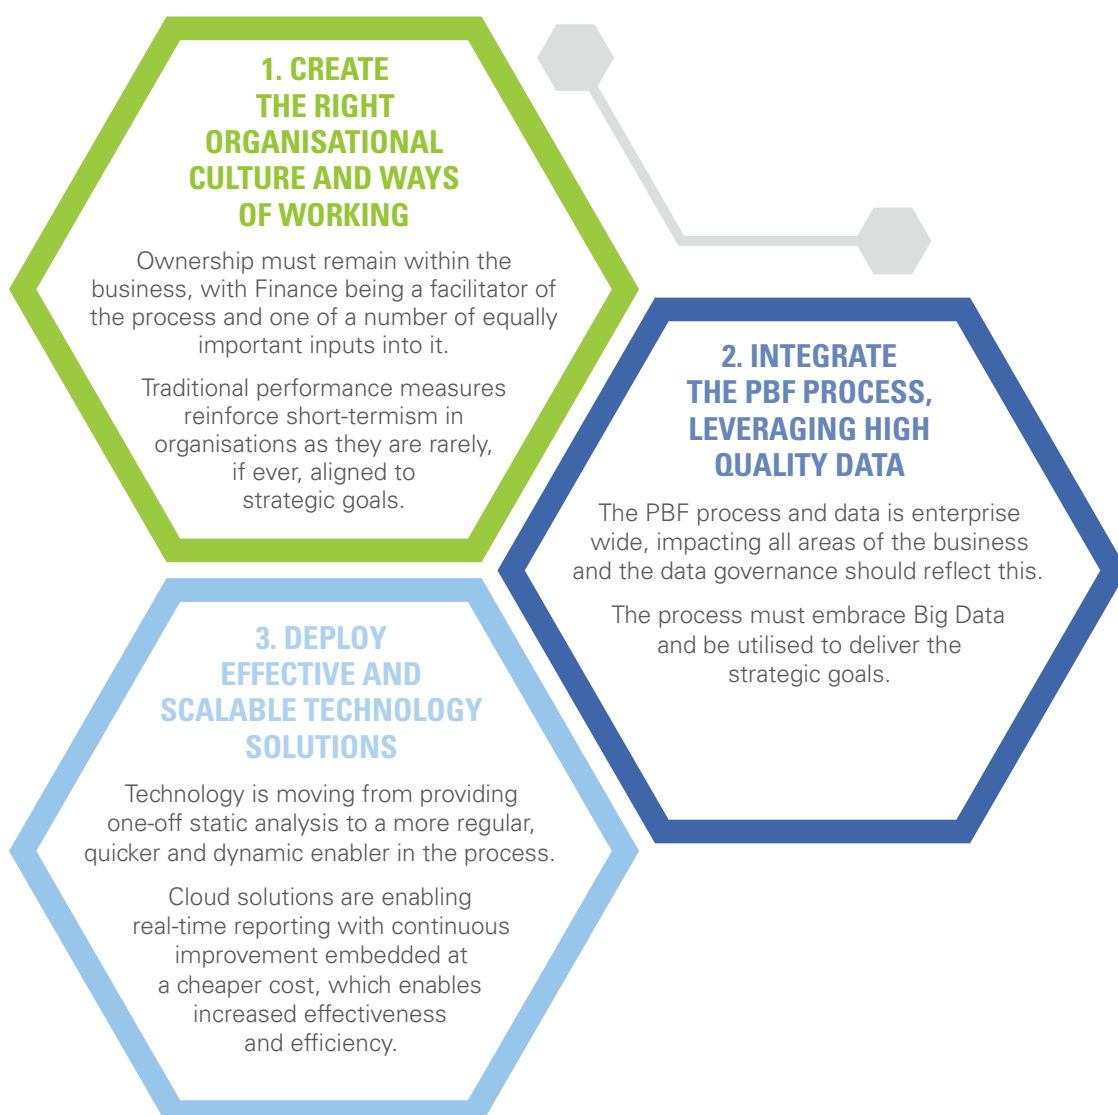 1. CREATE
THE RIGHT
ORGANISATIONAL
CULTURE AND WAYS
OF WORKING
Ownership must remain within the
business, with Finance being a facilitator of
the process and one of a number of equally
important inputs into it.
Traditional performance measures
reinforce short-termism in
organisations as they are rarely,
if ever, aligned to
strategic goals.
2. INTEGRATE
THE PBF PROCESS,
LEVERAGING HIGH
QUALITY DATA
The PBF process and data is enterprise
wide, impacting all areas of the business
and the data governance should reflect this.
The process must embrace Big Data
and be utilised to deliver the
strategic goals.
3. DEPLOY
EFFECTIVE AND
SCALABLE TECHNOLOGY
SOLUTIONS
Technology is moving from providing
one-off static analysis to a more regular,
quicker and dynamic enabler in the process.
Cloud solutions are enabling
real-time reporting with continuous
improvement embedded at
a cheaper cost, which enables
increased effectiveness
and efficiency.